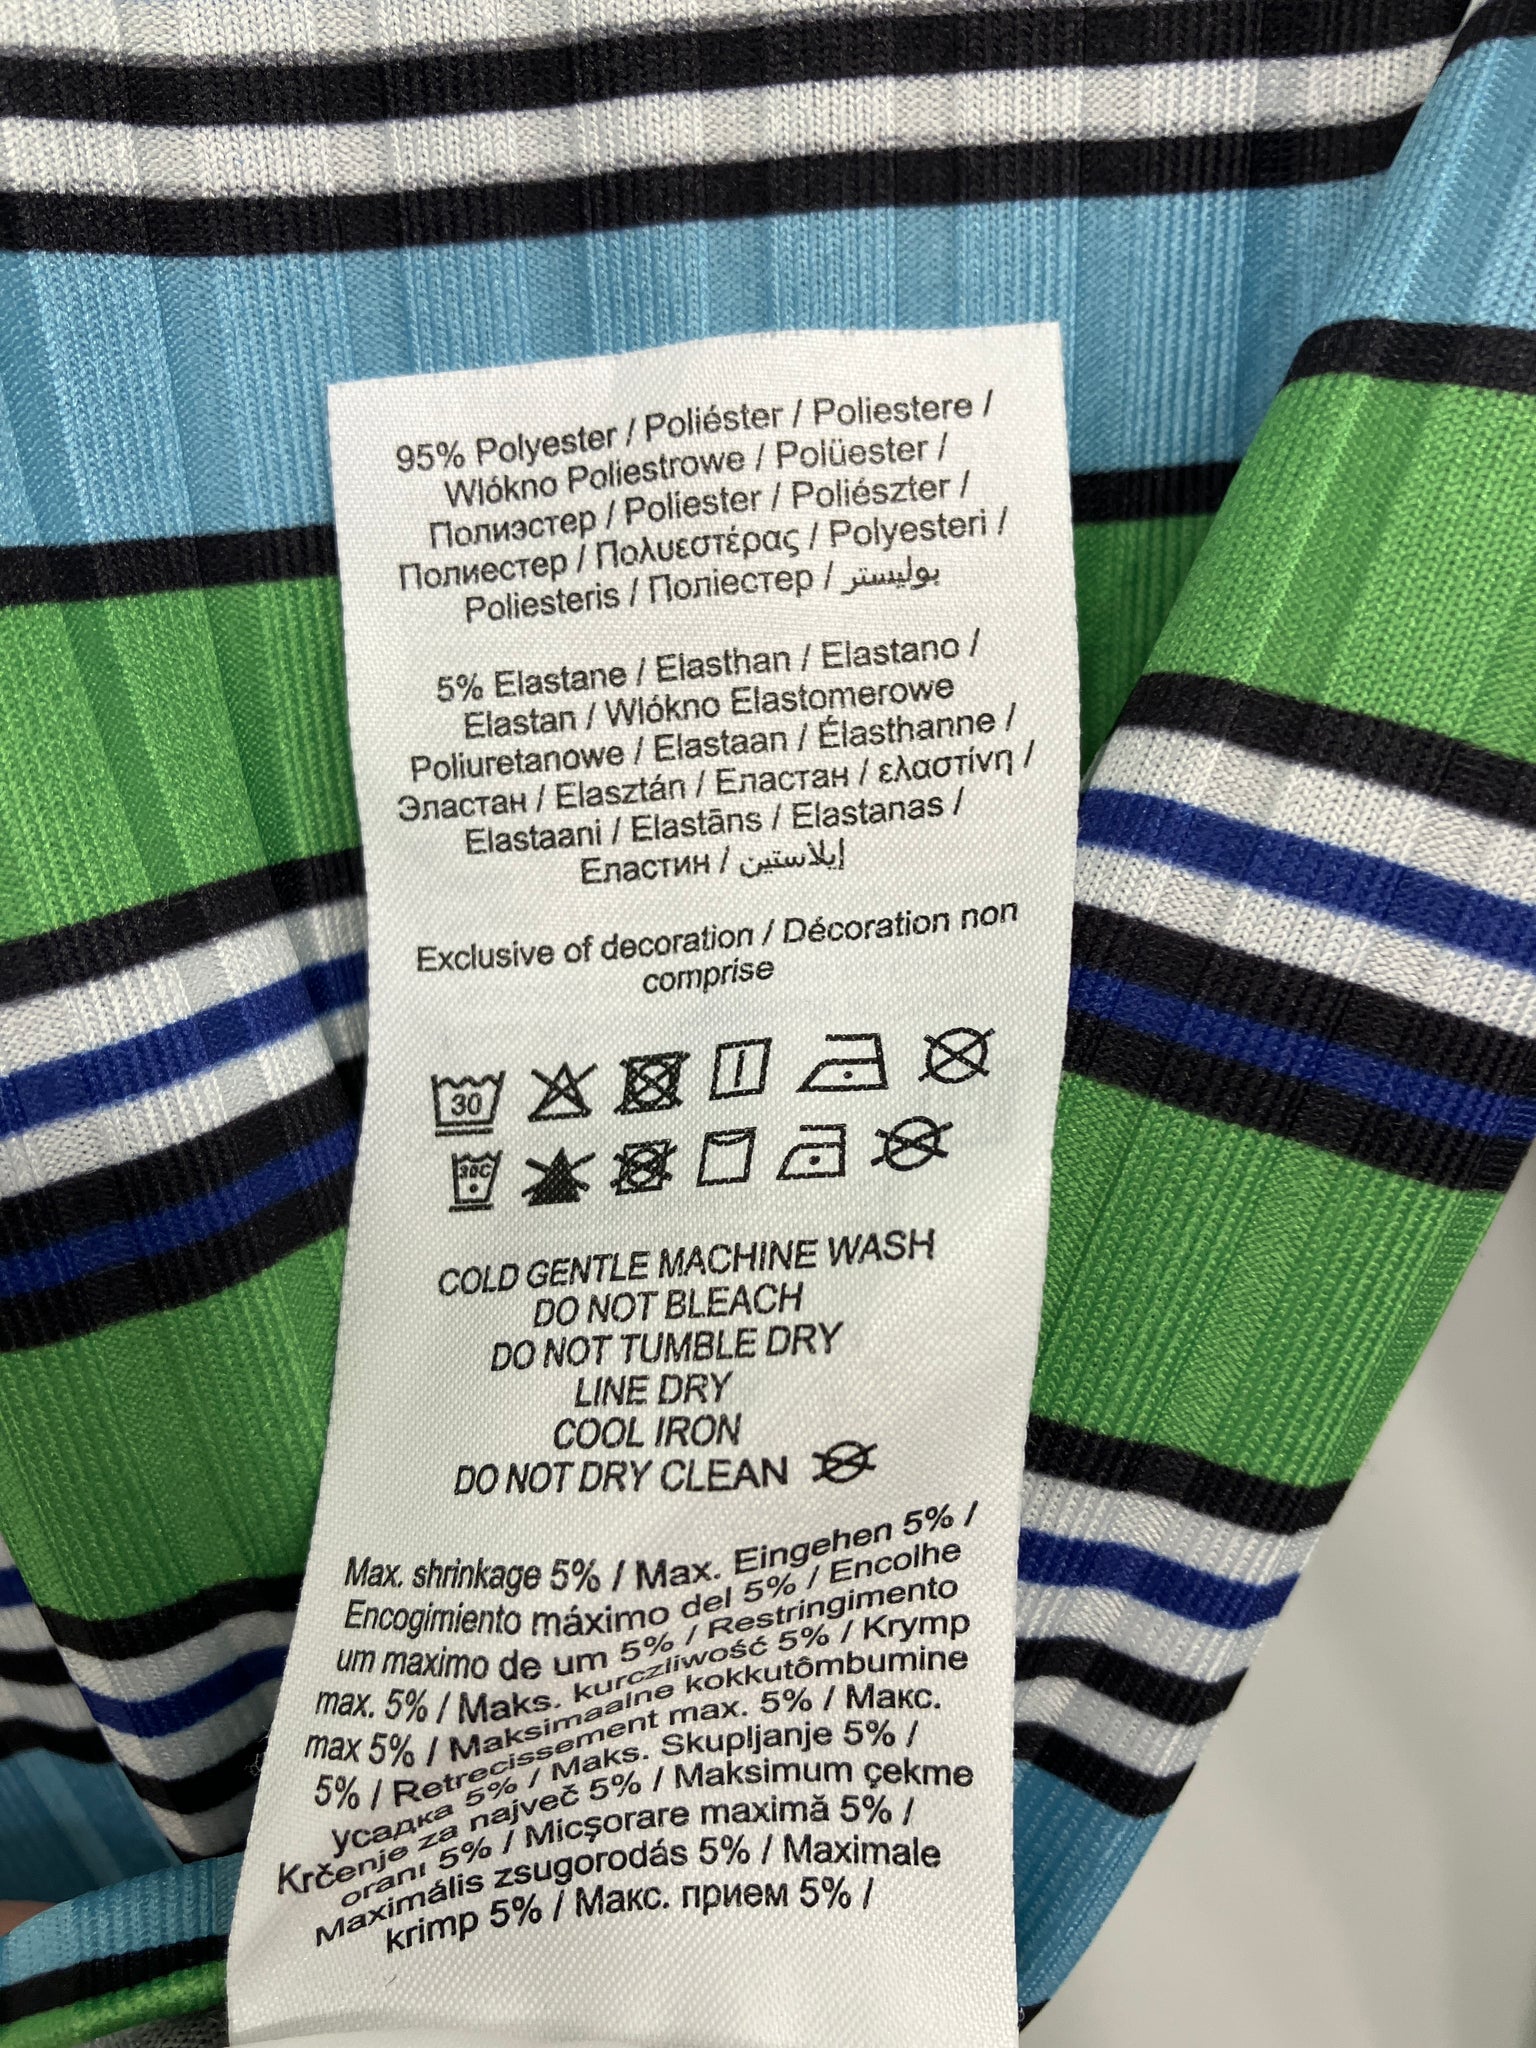 95% Polyester / Poliéster / Poliestere /
Wlókno Poliestrowe / Polüester /
Полиэстер / Poliester / Poliészter /
Полиестер / Πολυεστέρας / Polyesteri /
Poliesteris / Поліестер / بوليستر
5% Elastane / Elasthan / Elastano /
Elastan / Wlókno Elastomerowe
Poliuretanowe / Elastaan / Élasthanne /
Эластан / Elasztán / Еластан / ελαστίνη /
Elastaani / Elastāns / Elastanas /
Еластин / إيلاستين
Exclusive of decoration / Décoration non
comprise
30
30C
COLD GENTLE MACHINE WASH
DO NOT BLEACH
DO NOT TUMBLE DRY
LINE DRY
COOL IRON
DO NOT DRY CLEAN
Max. shrinkage 5% / Max. Eingehen 5% /
Encogimiento máximo del 5% / Encolhe
um maximo de um 5% / Restringimento
max. 5% / Maks. kurczliwość 5% / Krymp
max 5% / Maksimaalne kokkutõmbumine
5% / Retrecissement max. 5% / Макс.
усадка 5% / Maks. Skupljanje 5% /
Krčenje za največ 5% / Maksimum çekme
oranı 5% / Micşorare maximă 5% /
Maximális zsugorodás 5% / Maximale
krimp 5% / Макс. прием 5% /